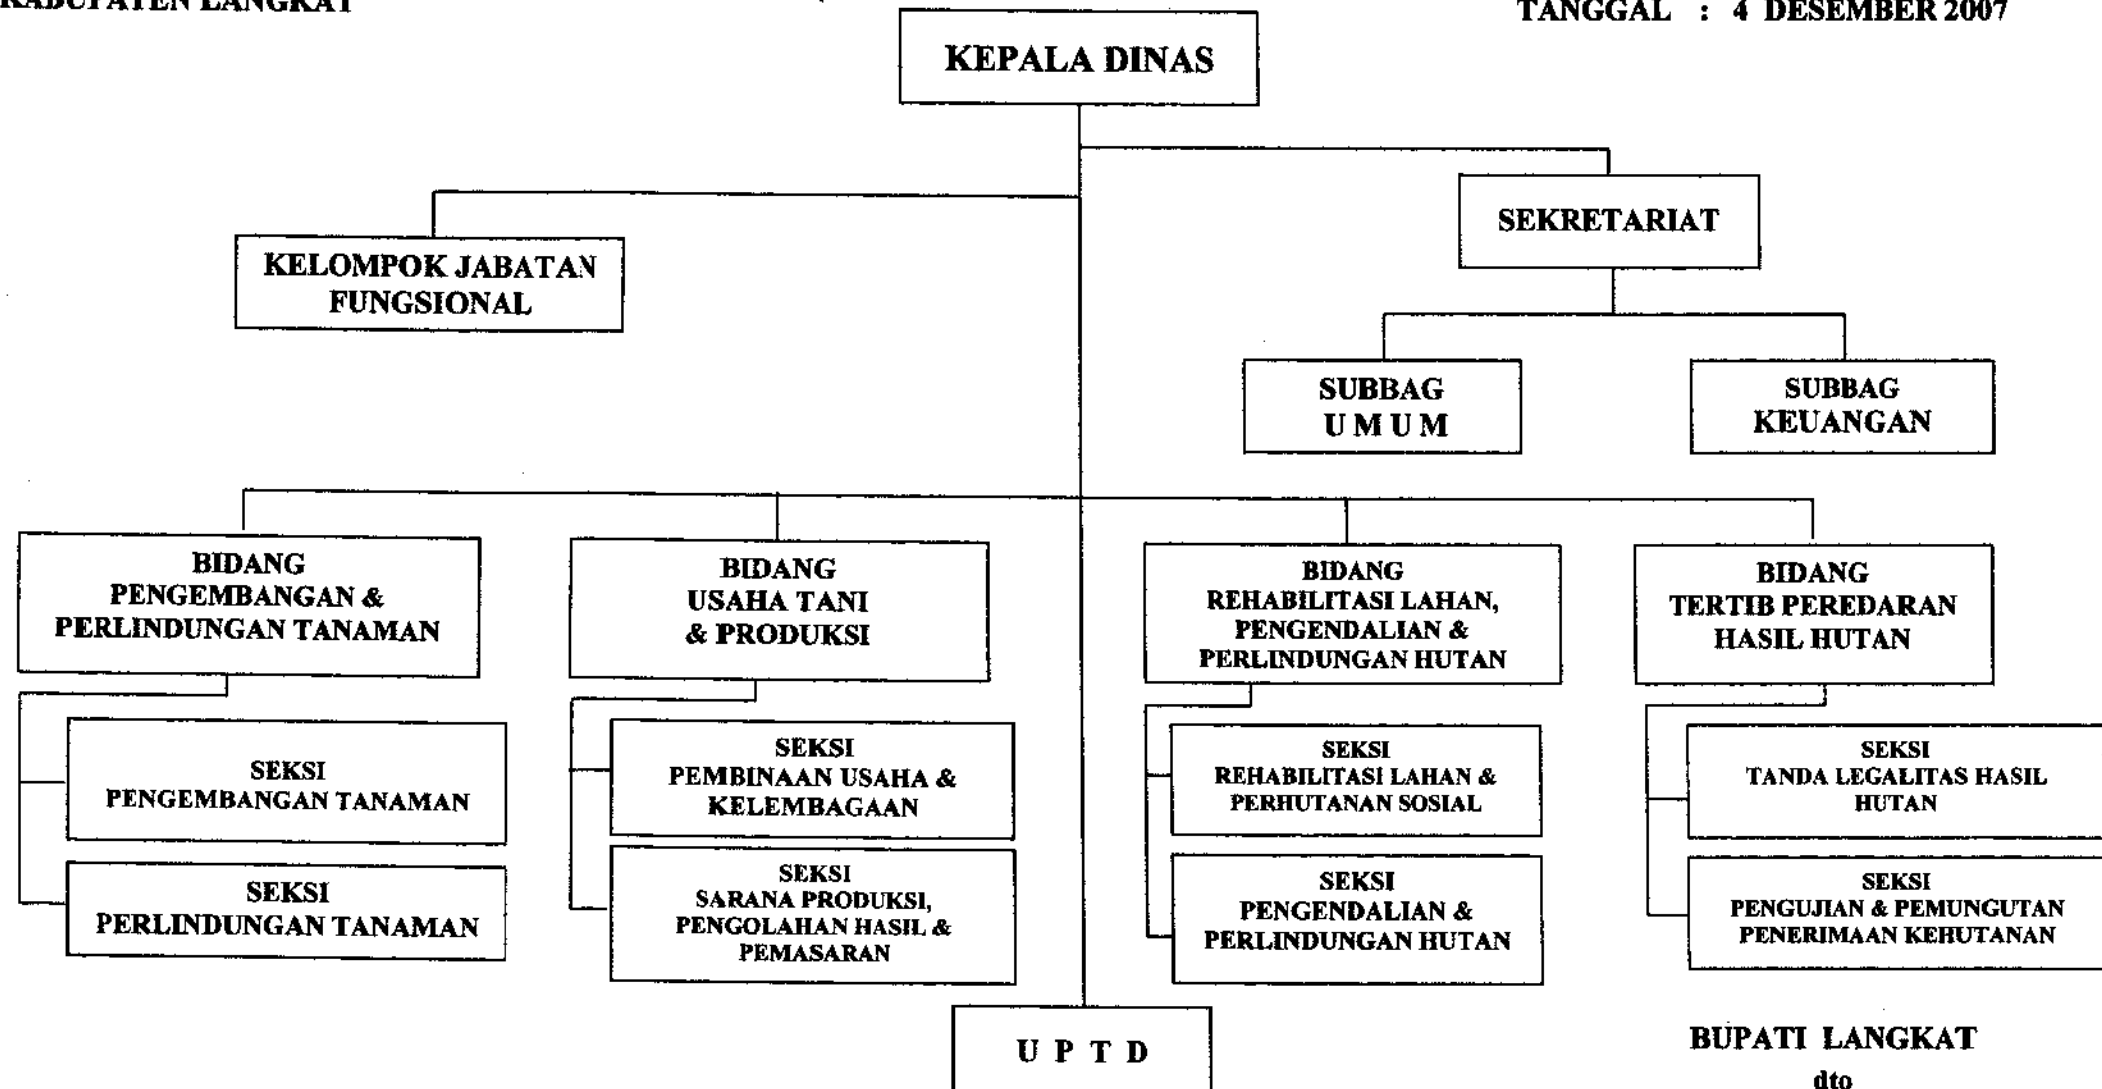 KABUPATEN LANGKAT
TANGGAL : 4 DESEMBER 2007
KEPALA DINAS
SEKRETARIAT
KELOMPOK JABATAN
FUNGSIONAL
SUBBAG
U M U M
SUBBAG
KEUANGAN
BIDANG
PENGEMBANGAN &
PERLINDUNGAN TANAMAN
BIDANG
USAHA TANI
& PRODUKSI
BIDANG
REHABILITASI LAHAN,
PENGENDALIAN &
PERLINDUNGAN HUTAN
BIDANG
TERTIB PEREDARAN
HASIL HUTAN
SEKSI
PENGEMBANGAN TANAMAN
SEKSI
PERLINDUNGAN TANAMAN
SEKSI
PEMBINAAN USAHA &
KELEMBAGAAN
SEKSI
SARANA PRODUKSI,
PENGOLAHAN HASIL &
PEMASARAN
SEKSI
REHABILITASI LAHAN &
PERHUTANAN SOSIAL
SEKSI
PENGENDALIAN &
PERLINDUNGAN HUTAN
SEKSI
TANDA LEGALITAS HASIL
HUTAN
SEKSI
PENGUJIAN & PEMUNGUTAN
PENERIMAAN KEHUTANAN
U P T D
BUPATI LANGKAT
dto